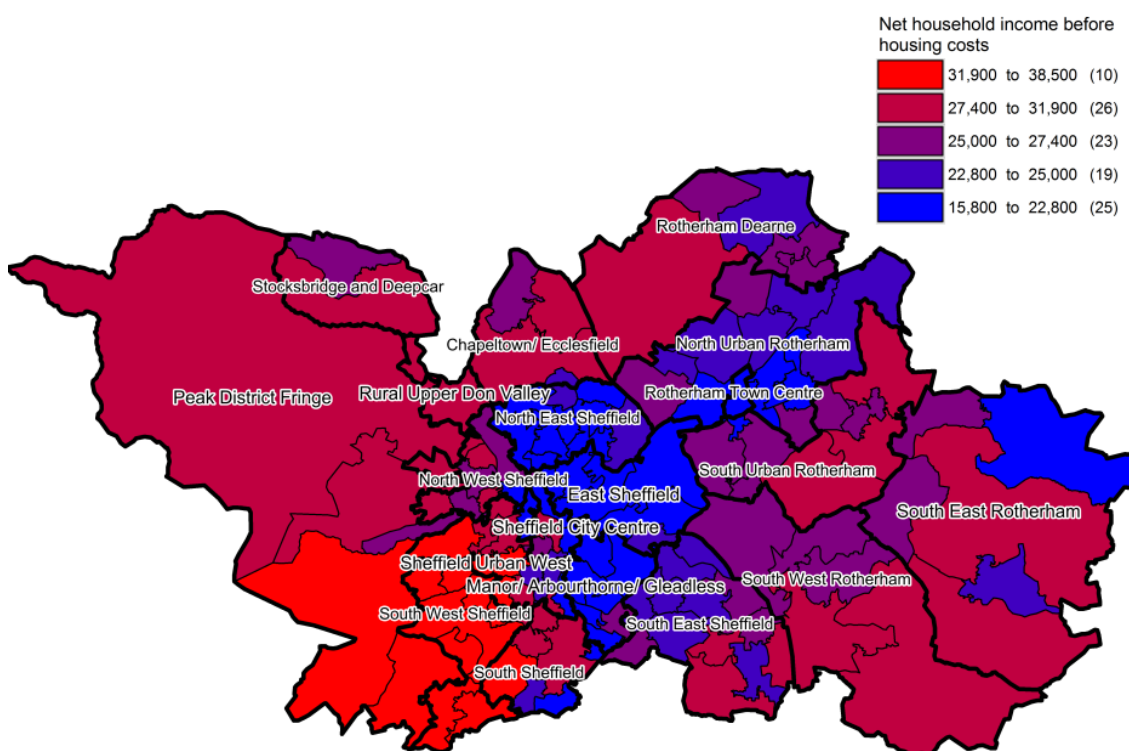 Net household income before
housing costs
31,900 to 38,500 (10)
27,400 to 31,900 (26)
25,000 to 27,400 (23)
22,800 to 25,000 (19)
15,800 to 22,800 (25)
Rotherham Dearne
Stocksbridge and Deepcar
Chapeltown/ Ecclesfield
North Urban Rotherham
Peak District Fringe
Rural Upper Don Valley
Rotherham Town Centre
North East Sheffield
South Urban Rotherham
North West Sheffield
East Sheffield
South East Rotherham
Sheffield City Centre
Sheffield Urban West
Manor/ Arbourthorne/ Gleadless
South West Rotherham
South West Sheffield
South East Sheffield
South Sheffield